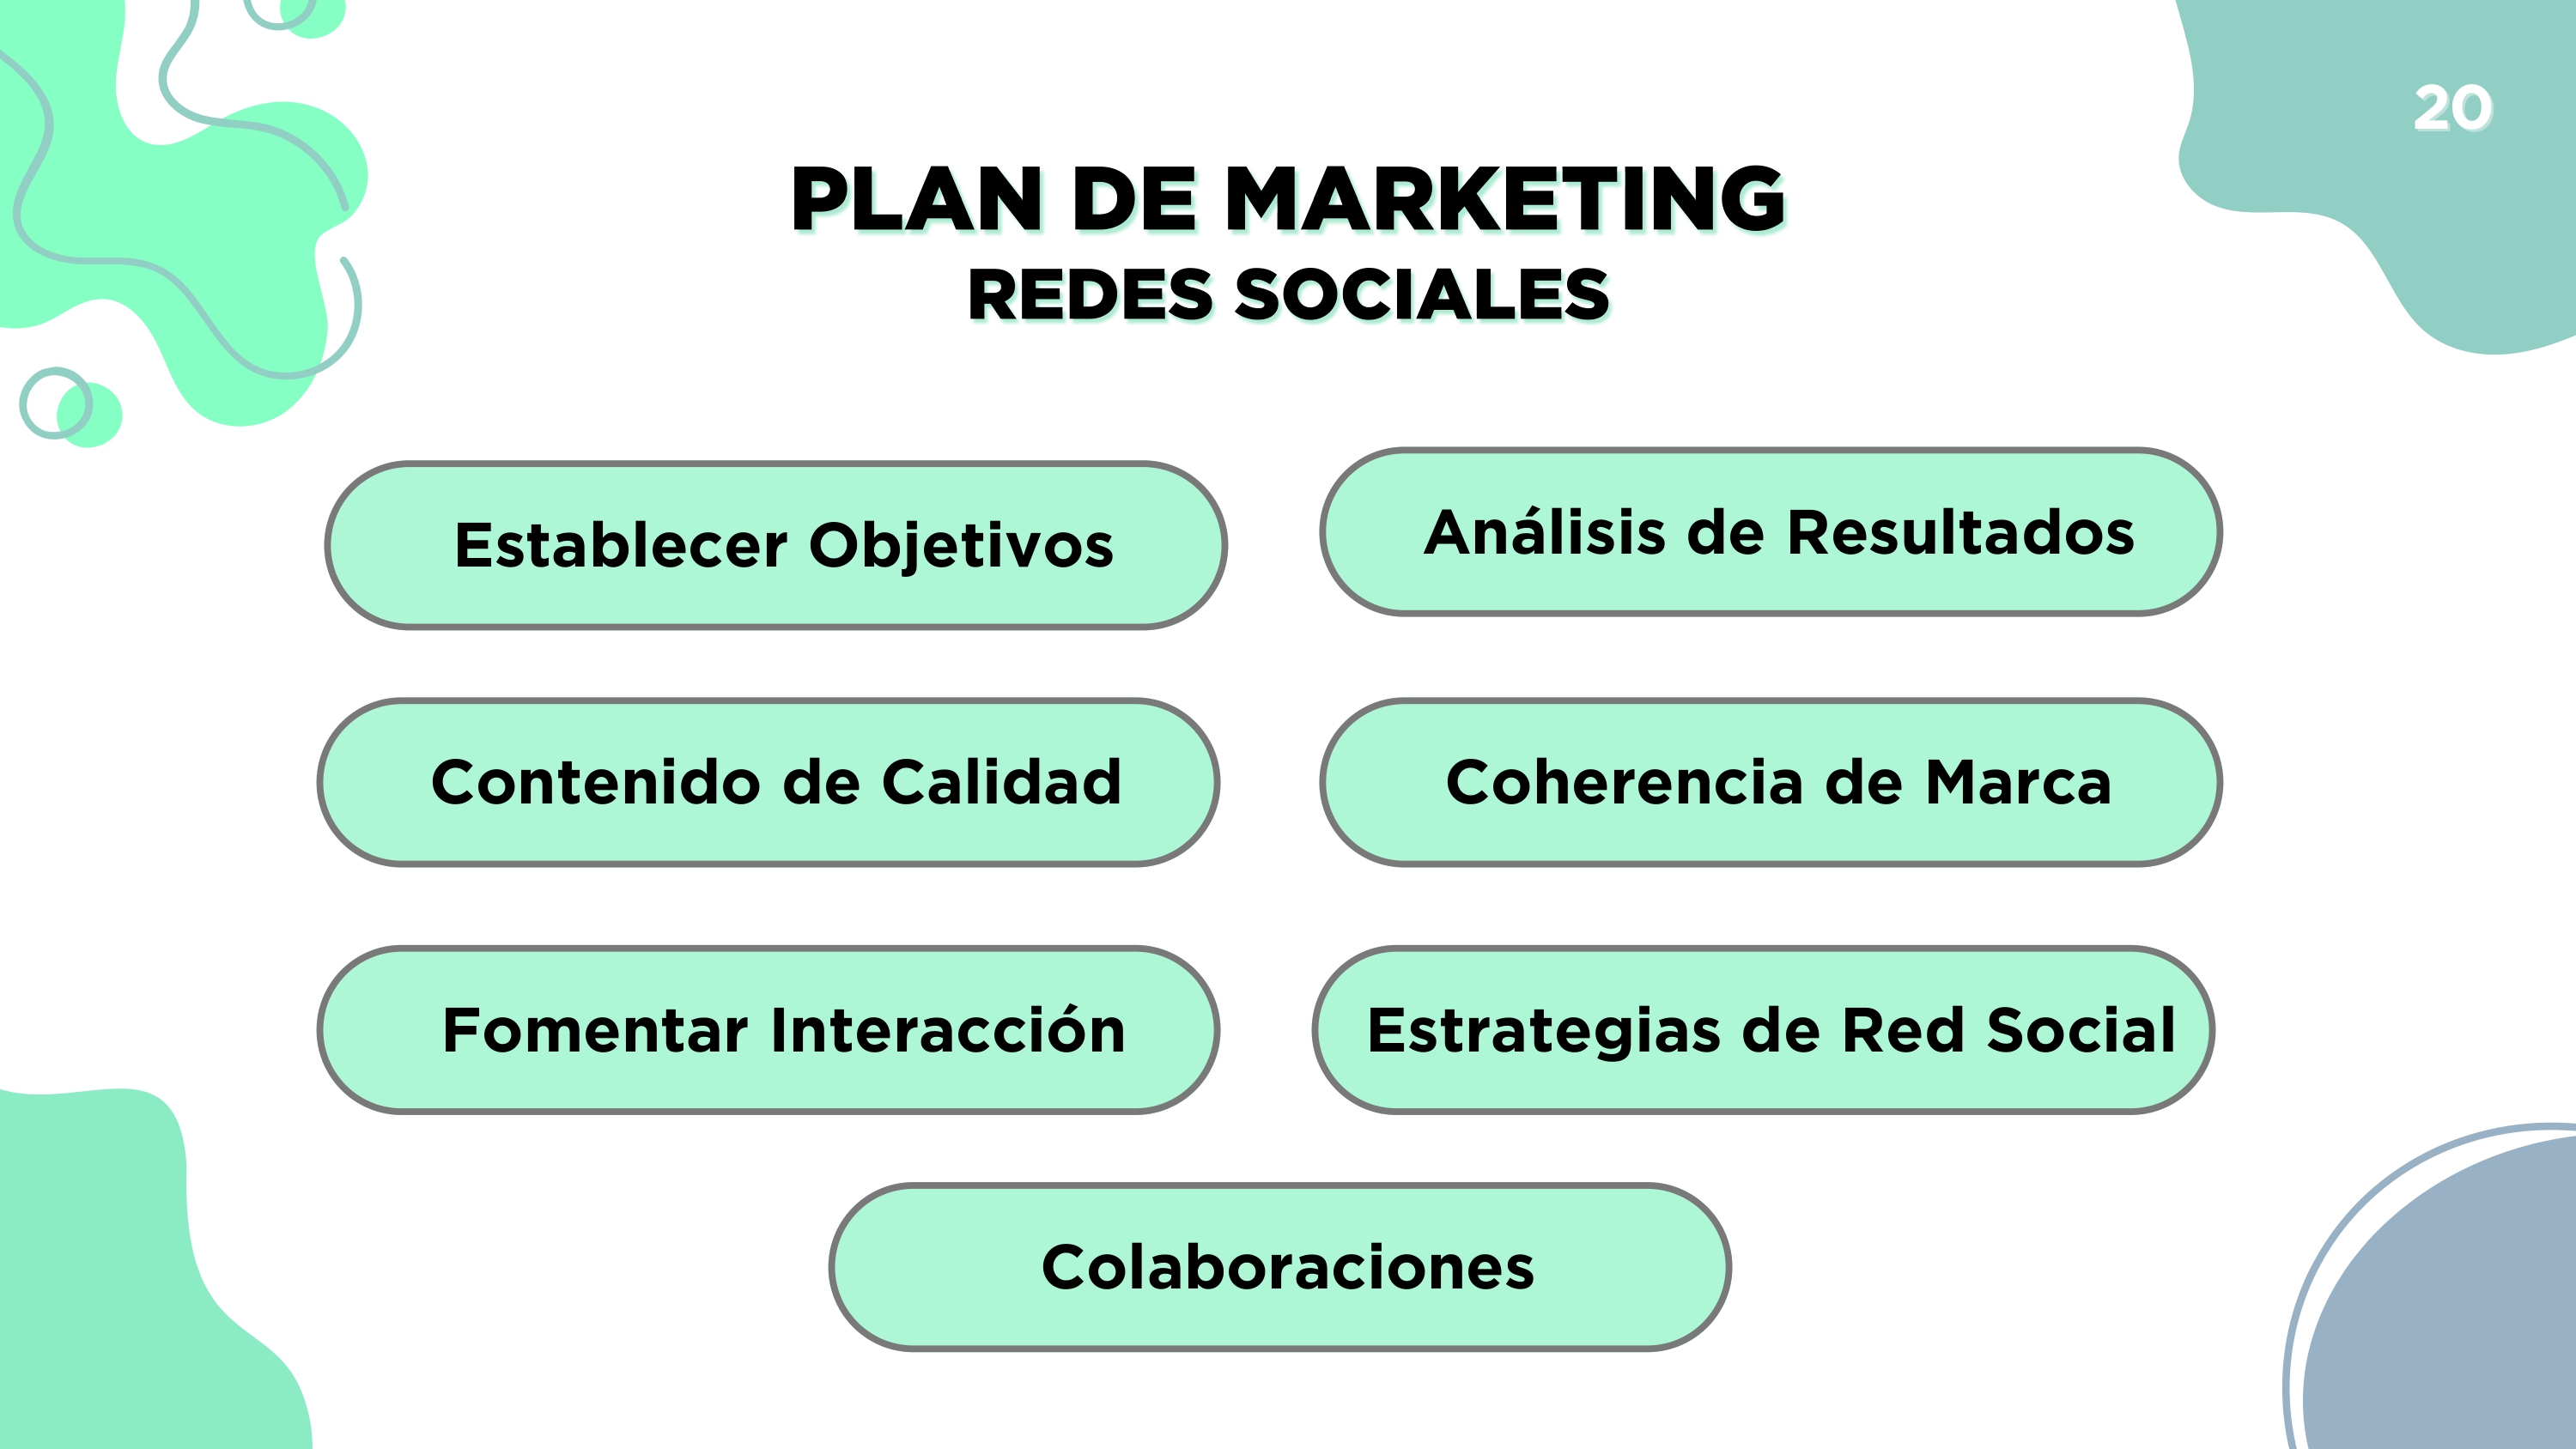 20
PLAN DE MARKETING
REDES SOCIALES
Establecer Objetivos
Análisis de Resultados
Contenido de Calidad
Coherencia de Marca
Fomentar Interacción
Estrategias de Red Social
Colaboraciones